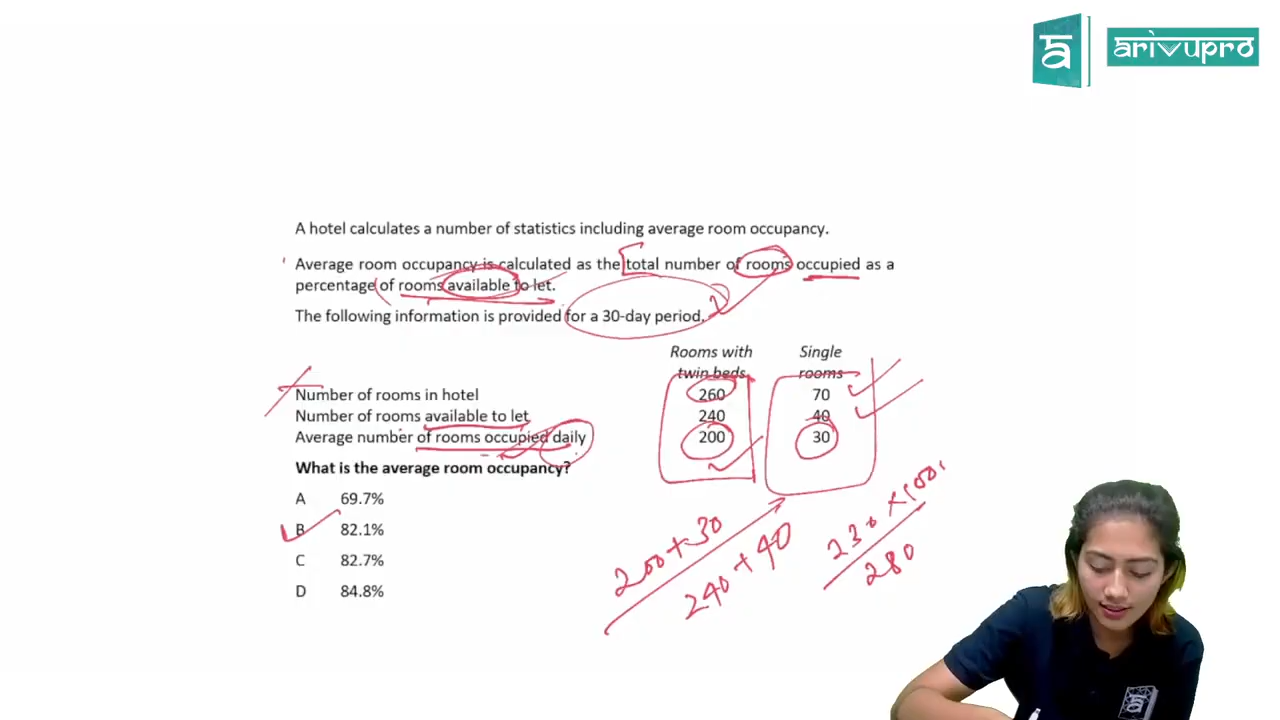 arivupro
A hotel calculates a number of statistics including average room occupancy.
Average room occupancy is calculated as the total number of rooms occupied as a
percentage of rooms available to let.
The following information is provided for a 30-day period.
Rooms with Single
twin beds rooms
Number of rooms in hotel 260 70
Number of rooms available to let 240 40
Average number of rooms occupied daily 200 30
What is the average room occupancy?
A 69.7%
B 82.1%
C 82.7%
D 84.8%
200+30
240+40
230 ×100
280